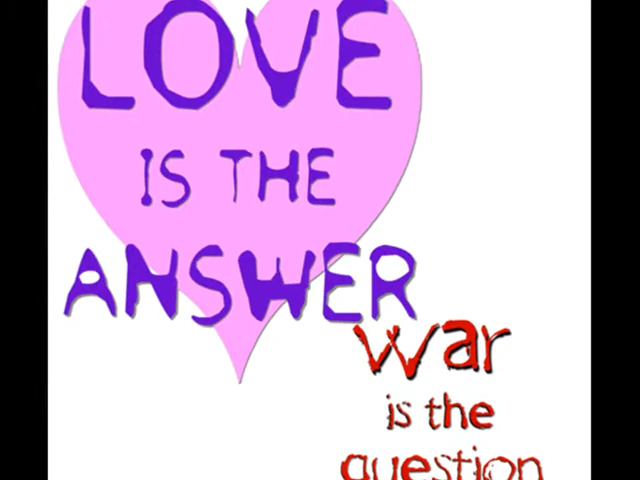 LOVE
IS THE
ANSWER
war
is the
question